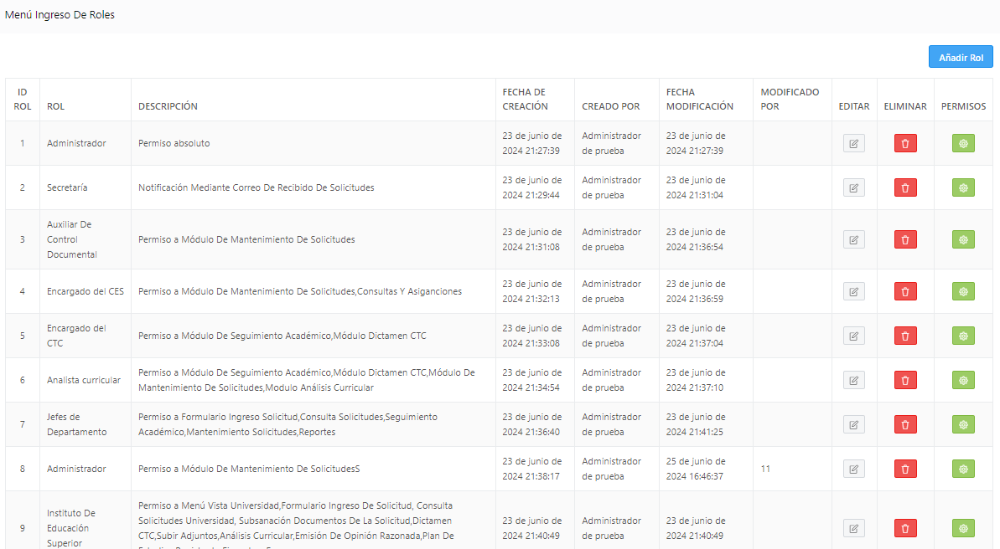 Menú Ingreso De Roles
Añadir Rol
ID ROL
ROL
DESCRIPCIÓN
FECHA DE CREACIÓN
CREADO POR
FECHA MODIFICACIÓN
MODIFICADO POR
EDITAR
ELIMINAR
PERMISOS
1
Administrador
Permiso absoluto
23 de junio de
2024 21:27:39
Administrador
de prueba
23 de junio de
2024 21:27:39
2
Secretaría
Notificación Mediante Correo De Recibido De Solicitudes
23 de junio de
2024 21:29:44
Administrador
de prueba
23 de junio de
2024 21:31:04
3
Auxiliar De
Control
Documental
Permiso a Módulo De Mantenimiento De Solicitudes
23 de junio de
2024 21:31:08
Administrador
de prueba
23 de junio de
2024 21:36:54
4
Encargado del CES
Permiso a Módulo De Mantenimiento De Solicitudes,Consultas Y Asiganciones
23 de junio de
2024 21:32:13
Administrador
de prueba
23 de junio de
2024 21:36:59
5
Encargado del
CTC
Permiso a Módulo De Seguimiento Académico,Módulo Dictamen CTC
23 de junio de
2024 21:33:08
Administrador
de prueba
23 de junio de
2024 21:37:04
6
Analista curricular
Permiso a Módulo De Seguimiento Académico,Módulo Dictamen CTC,Módulo De
Mantenimiento De Solicitudes,Modulo Análisis Curricular
23 de junio de
2024 21:34:54
Administrador
de prueba
23 de junio de
2024 21:37:10
7
Jefes de
Departamento
Permiso a Formulario Ingreso Solicitud,Consulta Solicitudes,Seguimiento
Académico,Mantenimiento Solicitudes,Reportes
23 de junio de
2024 21:36:40
Administrador
de prueba
23 de junio de
2024 21:41:25
8
Administrador
Permiso a Módulo De Mantenimiento De SolicitudesS
23 de junio de
2024 21:38:17
Administrador
de prueba
25 de junio de
2024 16:46:37
11
9
Instituto De
Educación
Superior
Permiso a Menú Vista Universidad,Formulario Ingreso De Solicitud, Consulta
Solicitudes Universidad, Subsanación Documentos De La Solicitud,Dictamen
CTC,Subir Adjuntos,Análisis Curricular,Emisión De Opinión Razonada,Plan De
23 de junio de
2024 21:40:49
Administrador
de prueba
23 de junio de
2024 21:40:49